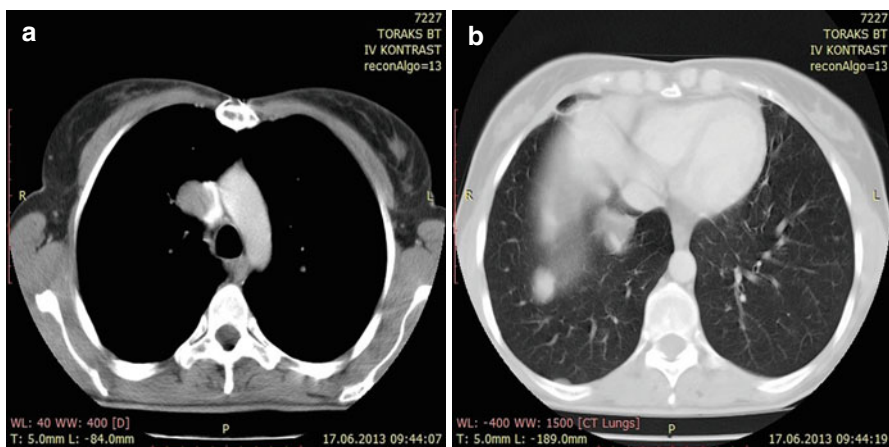 a
7227
TORAKS BT
IV KONTRAST
reconAlgo=13
R
L
WL: 40 WW: 400 [D]
T: 5.0mm L: -84.0mm
P
17.06.2013 09:44:07
b
7227
TORAKS BT
IV KONTRAST
reconAlgo=13
R
L
WL: -400 WW: 1500 [CT Lungs]
T: 5.0mm L: -189.0mm
P
17.06.2013 09:44:19